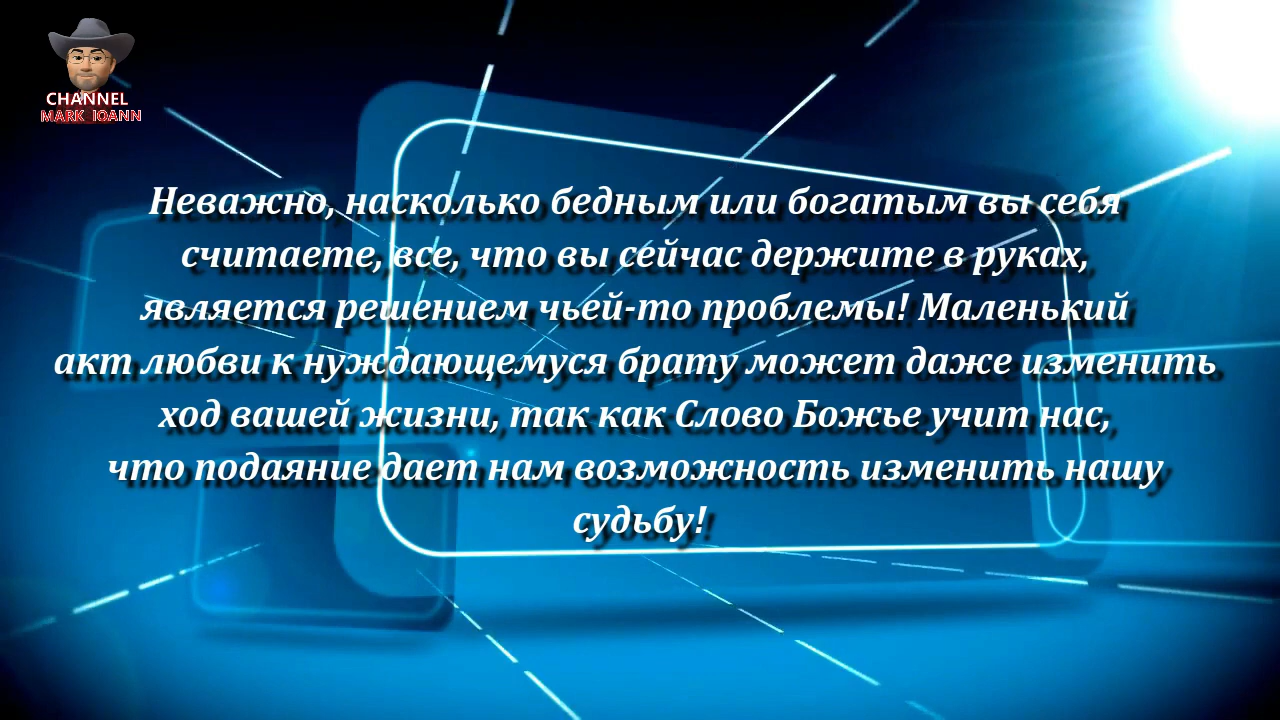 CHANNEL
MARK IOANN
Неважно, насколько бедным или богатым вы себя
считаете, все, что вы сейчас держите в руках,
является решением чьей-то проблемы! Маленький
акт любви к нуждающемуся брату может даже изменить
ход вашей жизни, так как Слово Божье учит нас,
что подаяние дает нам возможность изменить нашу
судьбу!